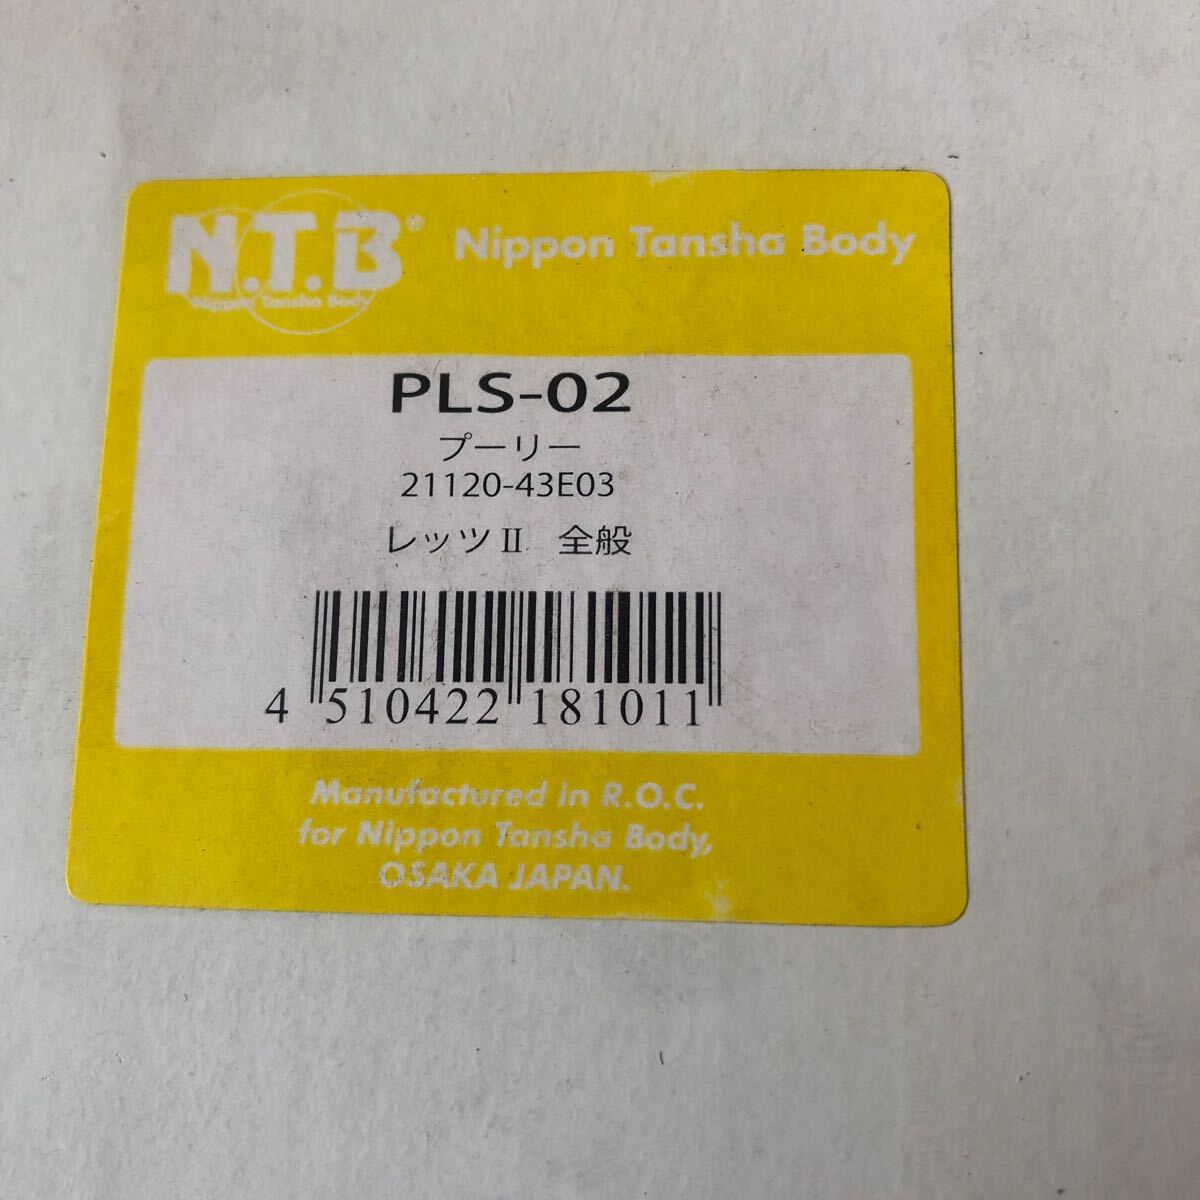 N.T.B®
Nippon Tansha Body
Nippon Tansha Body
PLS-02
プーリー
21120-43E03
レッツⅡ　全般
4 510422 181011
Manufactured in R.O.C.
for Nippon Tansha Body,
OSAKA JAPAN.